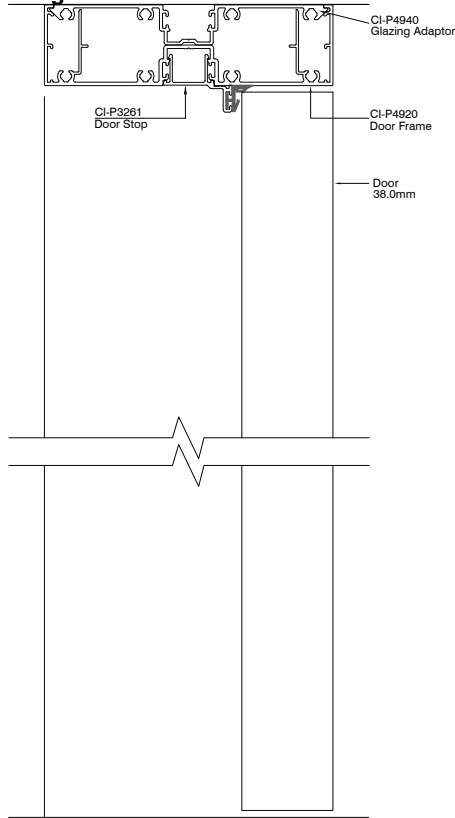 CI-P4940
Glazing Adaptor
CI-P3261
Door Stop
CI-P4920
Door Frame
Door
38.0mm